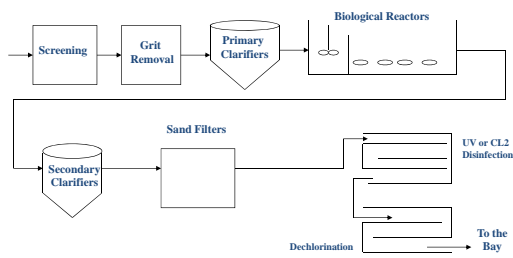 Biological Reactors
Screening
Grit
Removal
Primary
Clarifiers
Sand Filters
Secondary
Clarifiers
UV or CL2
Disinfection
Dechlorination
To the
Bay